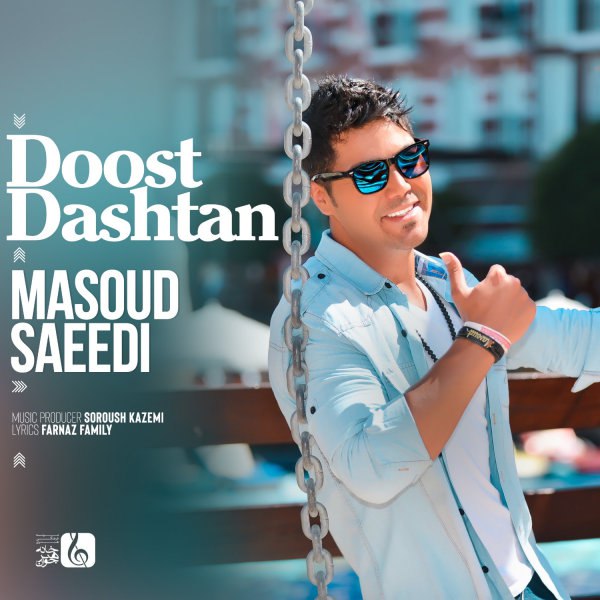 Doost
Dashtan
MASOUD
SAEEDI
MUSIC PRODUCER SOROUSH KAZEMI
LYRICS FARNAZ FAMILY